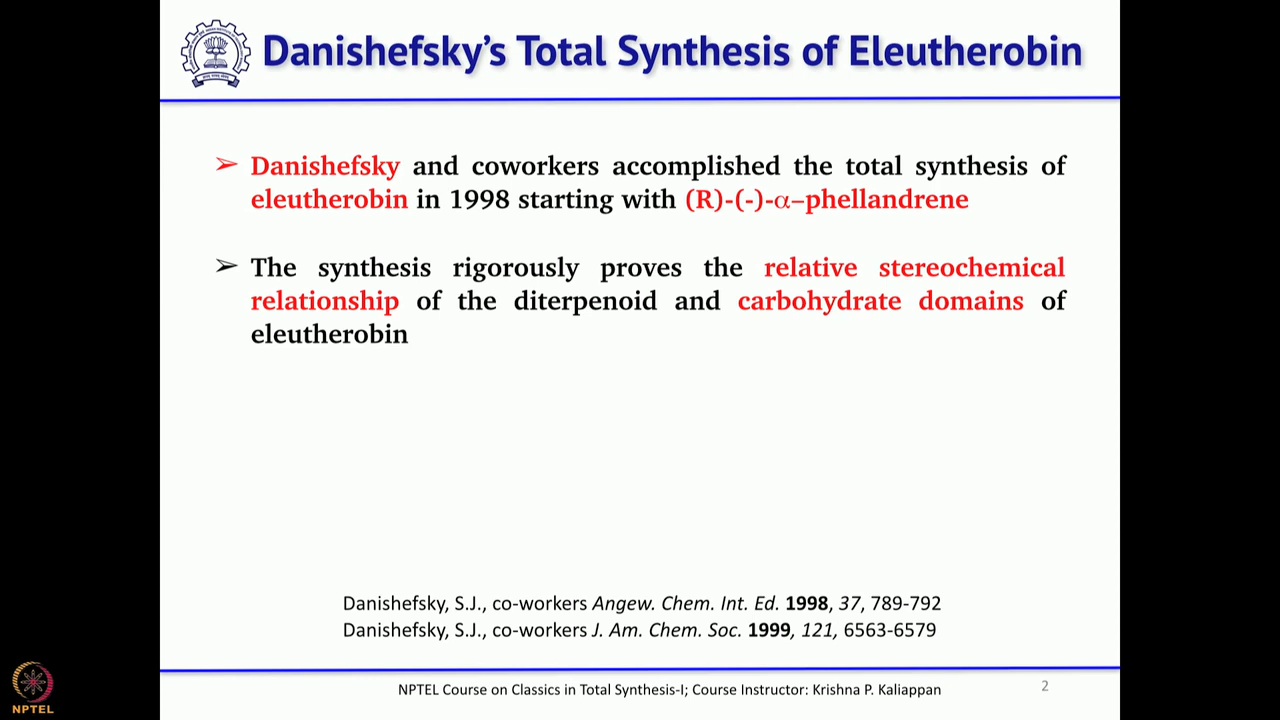 Danishefsky's Total Synthesis of Eleutherobin
➢ Danishefsky and coworkers accomplished the total synthesis of
eleutherobin in 1998 starting with (R)-(-)-α–phellandrene
➢ The synthesis rigorously proves the relative stereochemical
relationship of the diterpenoid and carbohydrate domains of
eleutherobin
Danishefsky, S.J., co-workers Angew. Chem. Int. Ed. 1998, 37, 789-792
Danishefsky, S.J., co-workers J. Am. Chem. Soc. 1999, 121, 6563-6579
NPTEL Course on Classics in Total Synthesis-I; Course Instructor: Krishna P. Kaliappan
2
NPTEL